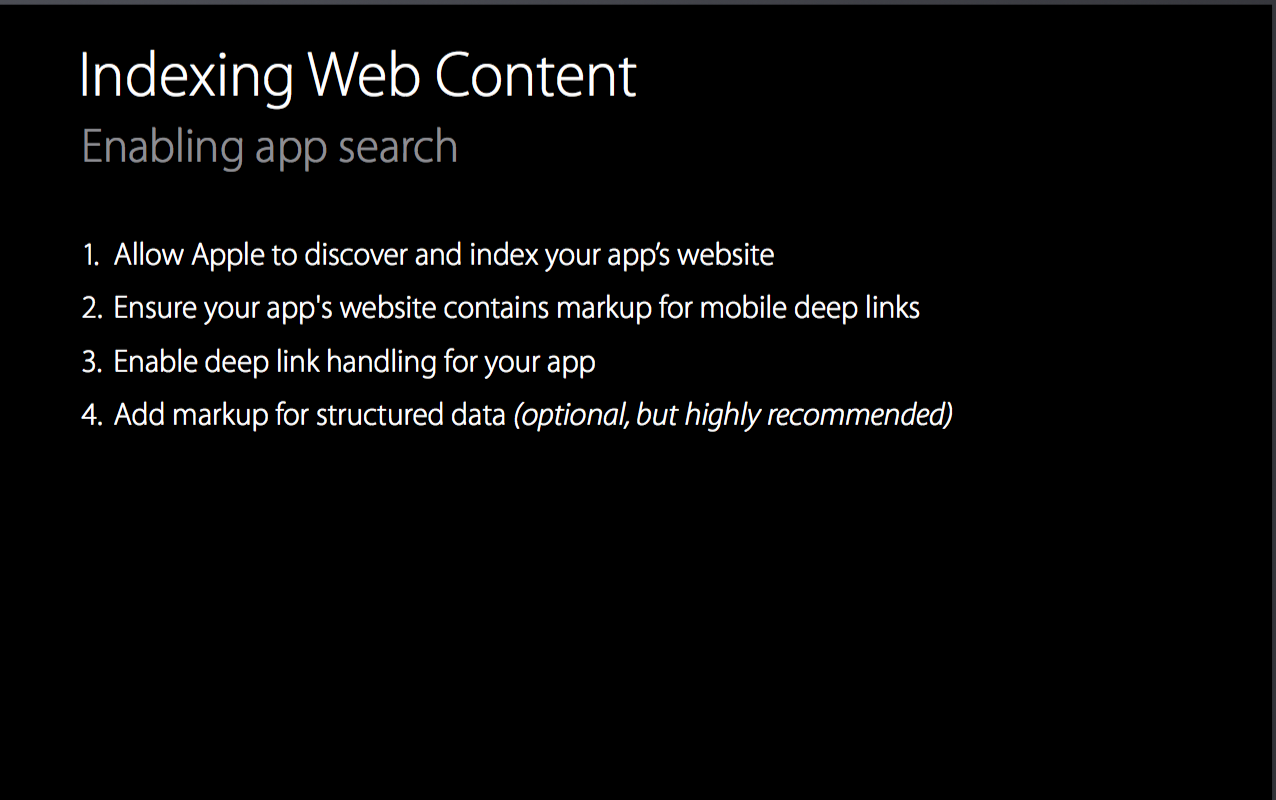 Indexing Web Content
Enabling app search
1. Allow Apple to discover and index your app’s website
2. Ensure your app's website contains markup for mobile deep links
3. Enable deep link handling for your app
4. Add markup for structured data (optional, but highly recommended)